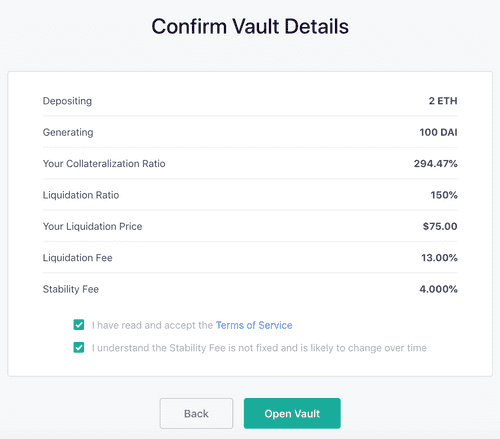 Confirm Vault Details
Depositing 2 ETH
Generating 100 DAI
Your Collateralization Ratio 294.47%
Liquidation Ratio 150%
Your Liquidation Price $75.00
Liquidation Fee 13.00%
Stability Fee 4.000%
I have read and accept the Terms of Service
I understand the Stability Fee is not fixed and is likely to change over time
Back Open Vault